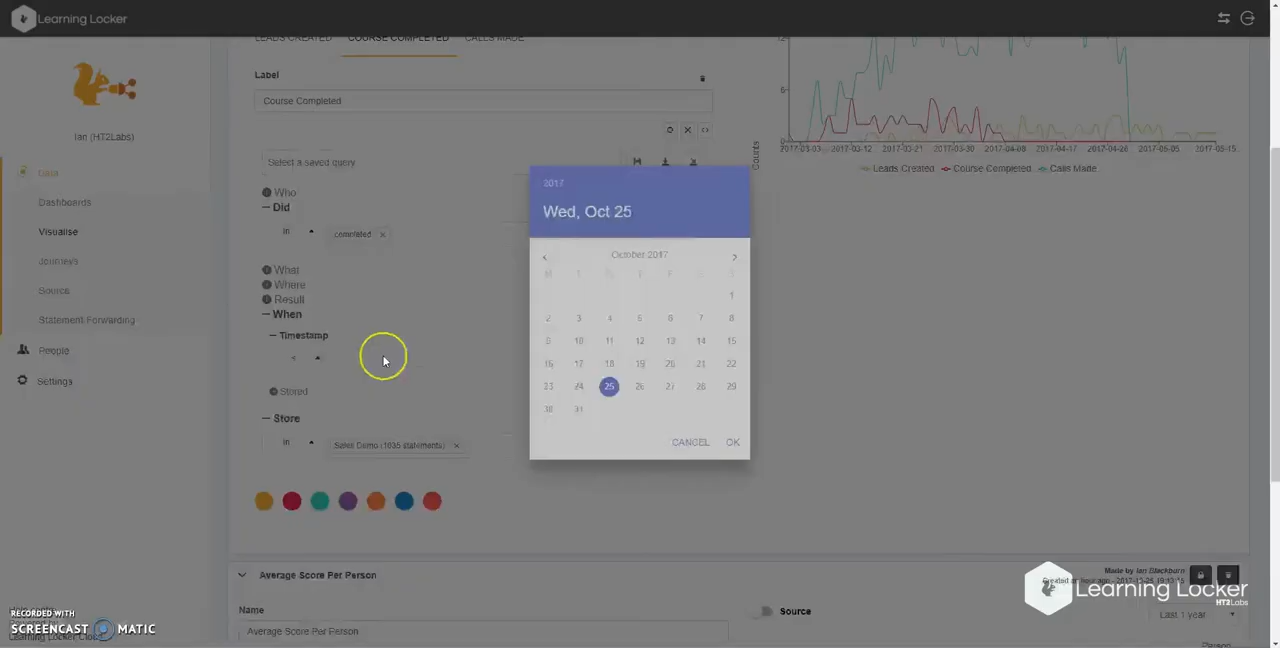 Learning Locker
LEADS CREATED COURSE COMPLETED CALLS MADE
Label
Course Completed
Ian (HT2Labs)
Data
Dashboards
Visualise
Journeys
Source
Statement Forwarding
People
Settings
Select a saved query
Who
Did
in
completed
What
Where
Result
When
Timestamp
<
Stored
Store
in
Sales Demo (1035 statements)
12
6
Counts
2017-03-03 2017-03-12 2017-03-21 2017-03-30 2017-04-08 2017-04-17 2017-04-26 2017-05-05 2017-05-15..
Leads Created Course Completed Calls Made
2017
Wed, Oct 25
October 2017
M T W T F S S
1
2 3 4 5 6 7 8
9 10 11 12 13 14 15
16 17 18 19 20 21 22
23 24 25 26 27 28 29
30 31
CANCEL OK
Average Score Per Person
Made by Ian Blackburn
Name
Average Score Per Person
Source
Last 1 year
Person
Learning Locker
HT2Labs
RECORDED WITH
SCREENCAST MATIC